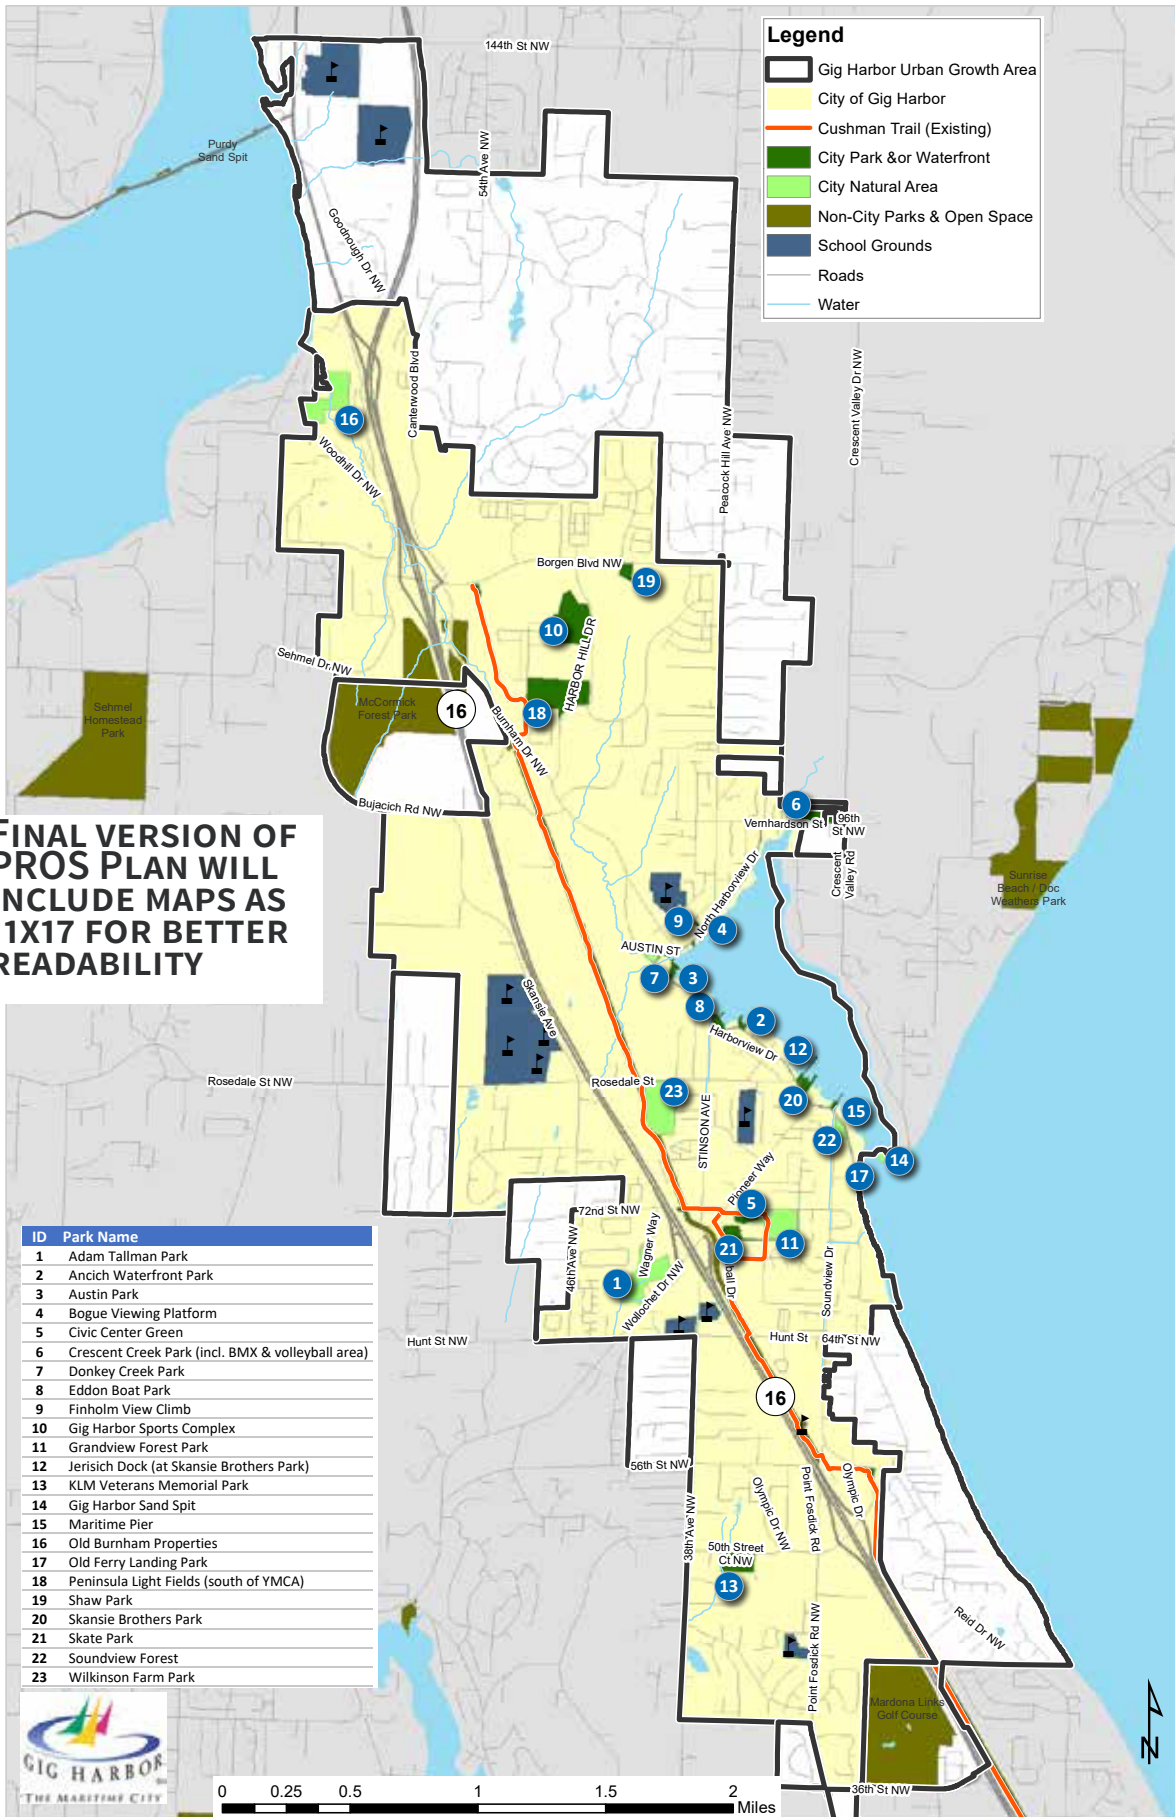 144th St NW
Legend
Gig Harbor Urban Growth Area
City of Gig Harbor
Cushman Trail (Existing)
City Park &or Waterfront
City Natural Area
Non-City Parks & Open Space
School Grounds
Roads
Water
Purdy
Sand Spit
54th Ave NW
Goodnough Dr NW
Canterwood Blvd
Crescent Valley Dr NW
Peacock Hill Ave NW
16
Woodhill Dr NW
Borgen Blvd NW
19
10
HARBOR HILL DR
Sehmel Dr NW
Sehmel
Homestead
Park
McCormick
Forest Park
16
18
Burnham Dr NW
Bujacich Rd NW
6
Vernhardson St
96th
St NW
Crescent
Valley Rd
FINAL VERSION OF
PROS PLAN WILL
INCLUDE MAPS AS
1X17 FOR BETTER
READABILITY
Sunrise
Beach / Doc
Weathers Park
North Harborview Dr
9
4
AUSTIN ST
7
3
8
2
Skansie Ave
Harborview Dr
12
Rosedale St NW
Rosedale St
23
20
15
STINSON AVE
22
14
17
Pioneer Way
5
72nd St NW
46th Ave NW
Wagner Way
21
11
Soundview Dr
1
Wollochet Dr NW
ball Dr
Hunt St NW
Hunt St
64th St NW
16
56th St NW
38th Ave NW
Olympic Dr NW
Point Fosdick Rd
Olympic Dr
50th Street
Ct NW
13
Point Fosdick Rd NW
Reid Dr NW
Mardona Links
Golf Course
36th St NW
ID Park Name
1 Adam Tallman Park
2 Ancich Waterfront Park
3 Austin Park
4 Bogue Viewing Platform
5 Civic Center Green
6 Crescent Creek Park (incl. BMX & volleyball area)
7 Donkey Creek Park
8 Eddon Boat Park
9 Finholm View Climb
10 Gig Harbor Sports Complex
11 Grandview Forest Park
12 Jerisich Dock (at Skansie Brothers Park)
13 KLM Veterans Memorial Park
14 Gig Harbor Sand Spit
15 Maritime Pier
16 Old Burnham Properties
17 Old Ferry Landing Park
18 Peninsula Light Fields (south of YMCA)
19 Shaw Park
20 Skansie Brothers Park
21 Skate Park
22 Soundview Forest
23 Wilkinson Farm Park
GIG HARBOR
"THE MARITIME CITY"
0 0.25 0.5 1 1.5 2
Miles
N